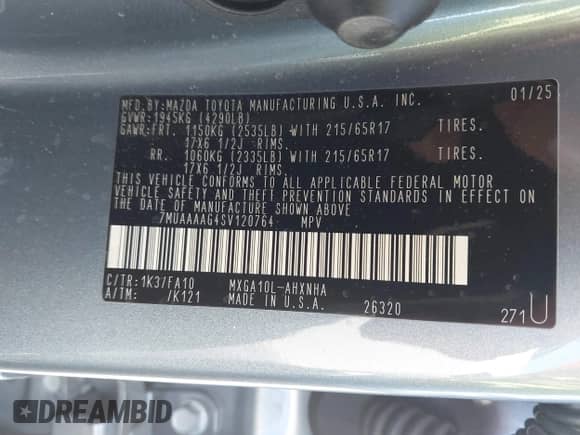 MFD.BY:MAZDA TOYOTA MANUFACTURING U.S.A. INC. 01/25
GVWR:1945KG (4290LB)
GAWR:FRT. 1150KG (2535LB) WITH 215/65R17 TIRES.
17X6 1/2J RIMS.
RR. 1060KG (2335LB) WITH 215/65R17 TIRES.
17X6 1/2J RIMS.
THIS VEHICLE CONFORMS TO ALL APPLICABLE FEDERAL MOTOR
VEHICLE SAFETY AND THEFT PREVENTION STANDARDS IN EFFECT ON
THE DATE OF MANUFACTURE SHOWN ABOVE
7MUAAAAG4SV120764 MPV
C/TR:1K3/FA10 MXGA10L-AHXNHA
A/TM: /K121 MADE IN U.S.A. 26320 271U
DREAMBID